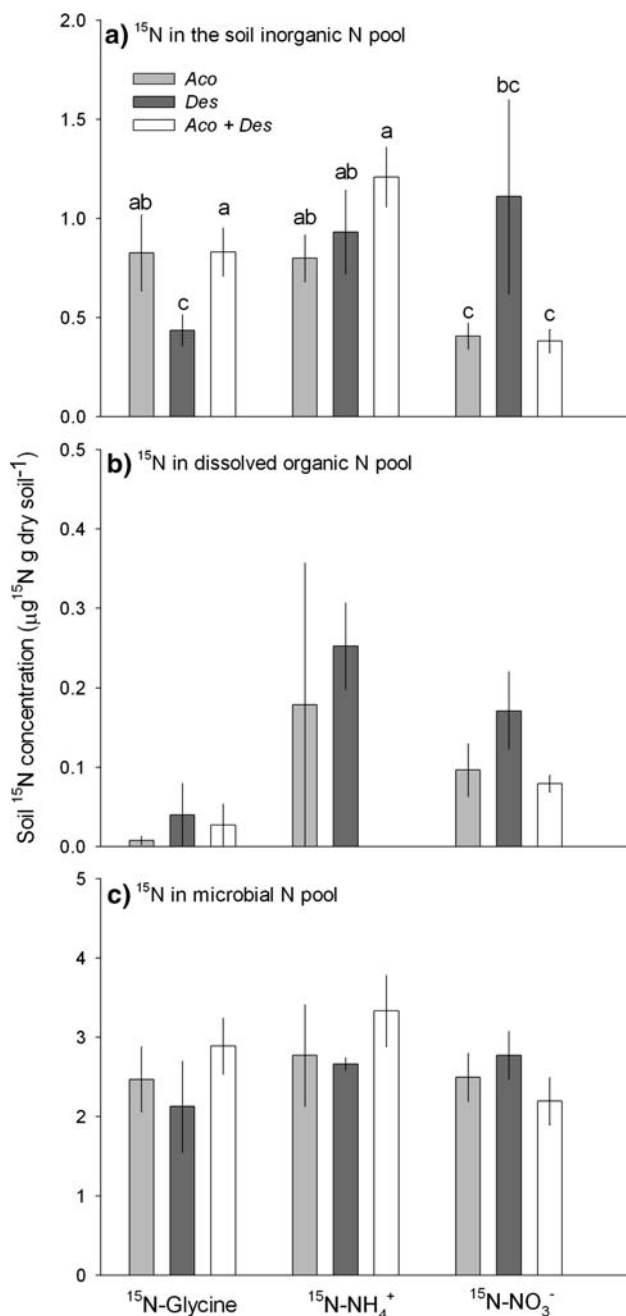 a) ¹⁵N in the soil inorganic N pool
Aco
Des
Aco + Des
2.0
1.5
1.0
0.5
0.0
ab
c
a
ab
ab
a
c
bc
c
b) ¹⁵N in dissolved organic N pool
0.5
0.4
0.3
0.2
0.1
0.0
Soil ¹⁵N concentration (µg¹⁵N g dry soil⁻¹)
c) ¹⁵N in microbial N pool
5
4
3
2
1
0
¹⁵N-Glycine
¹⁵N-NH₄⁺
¹⁵N-NO₃⁻